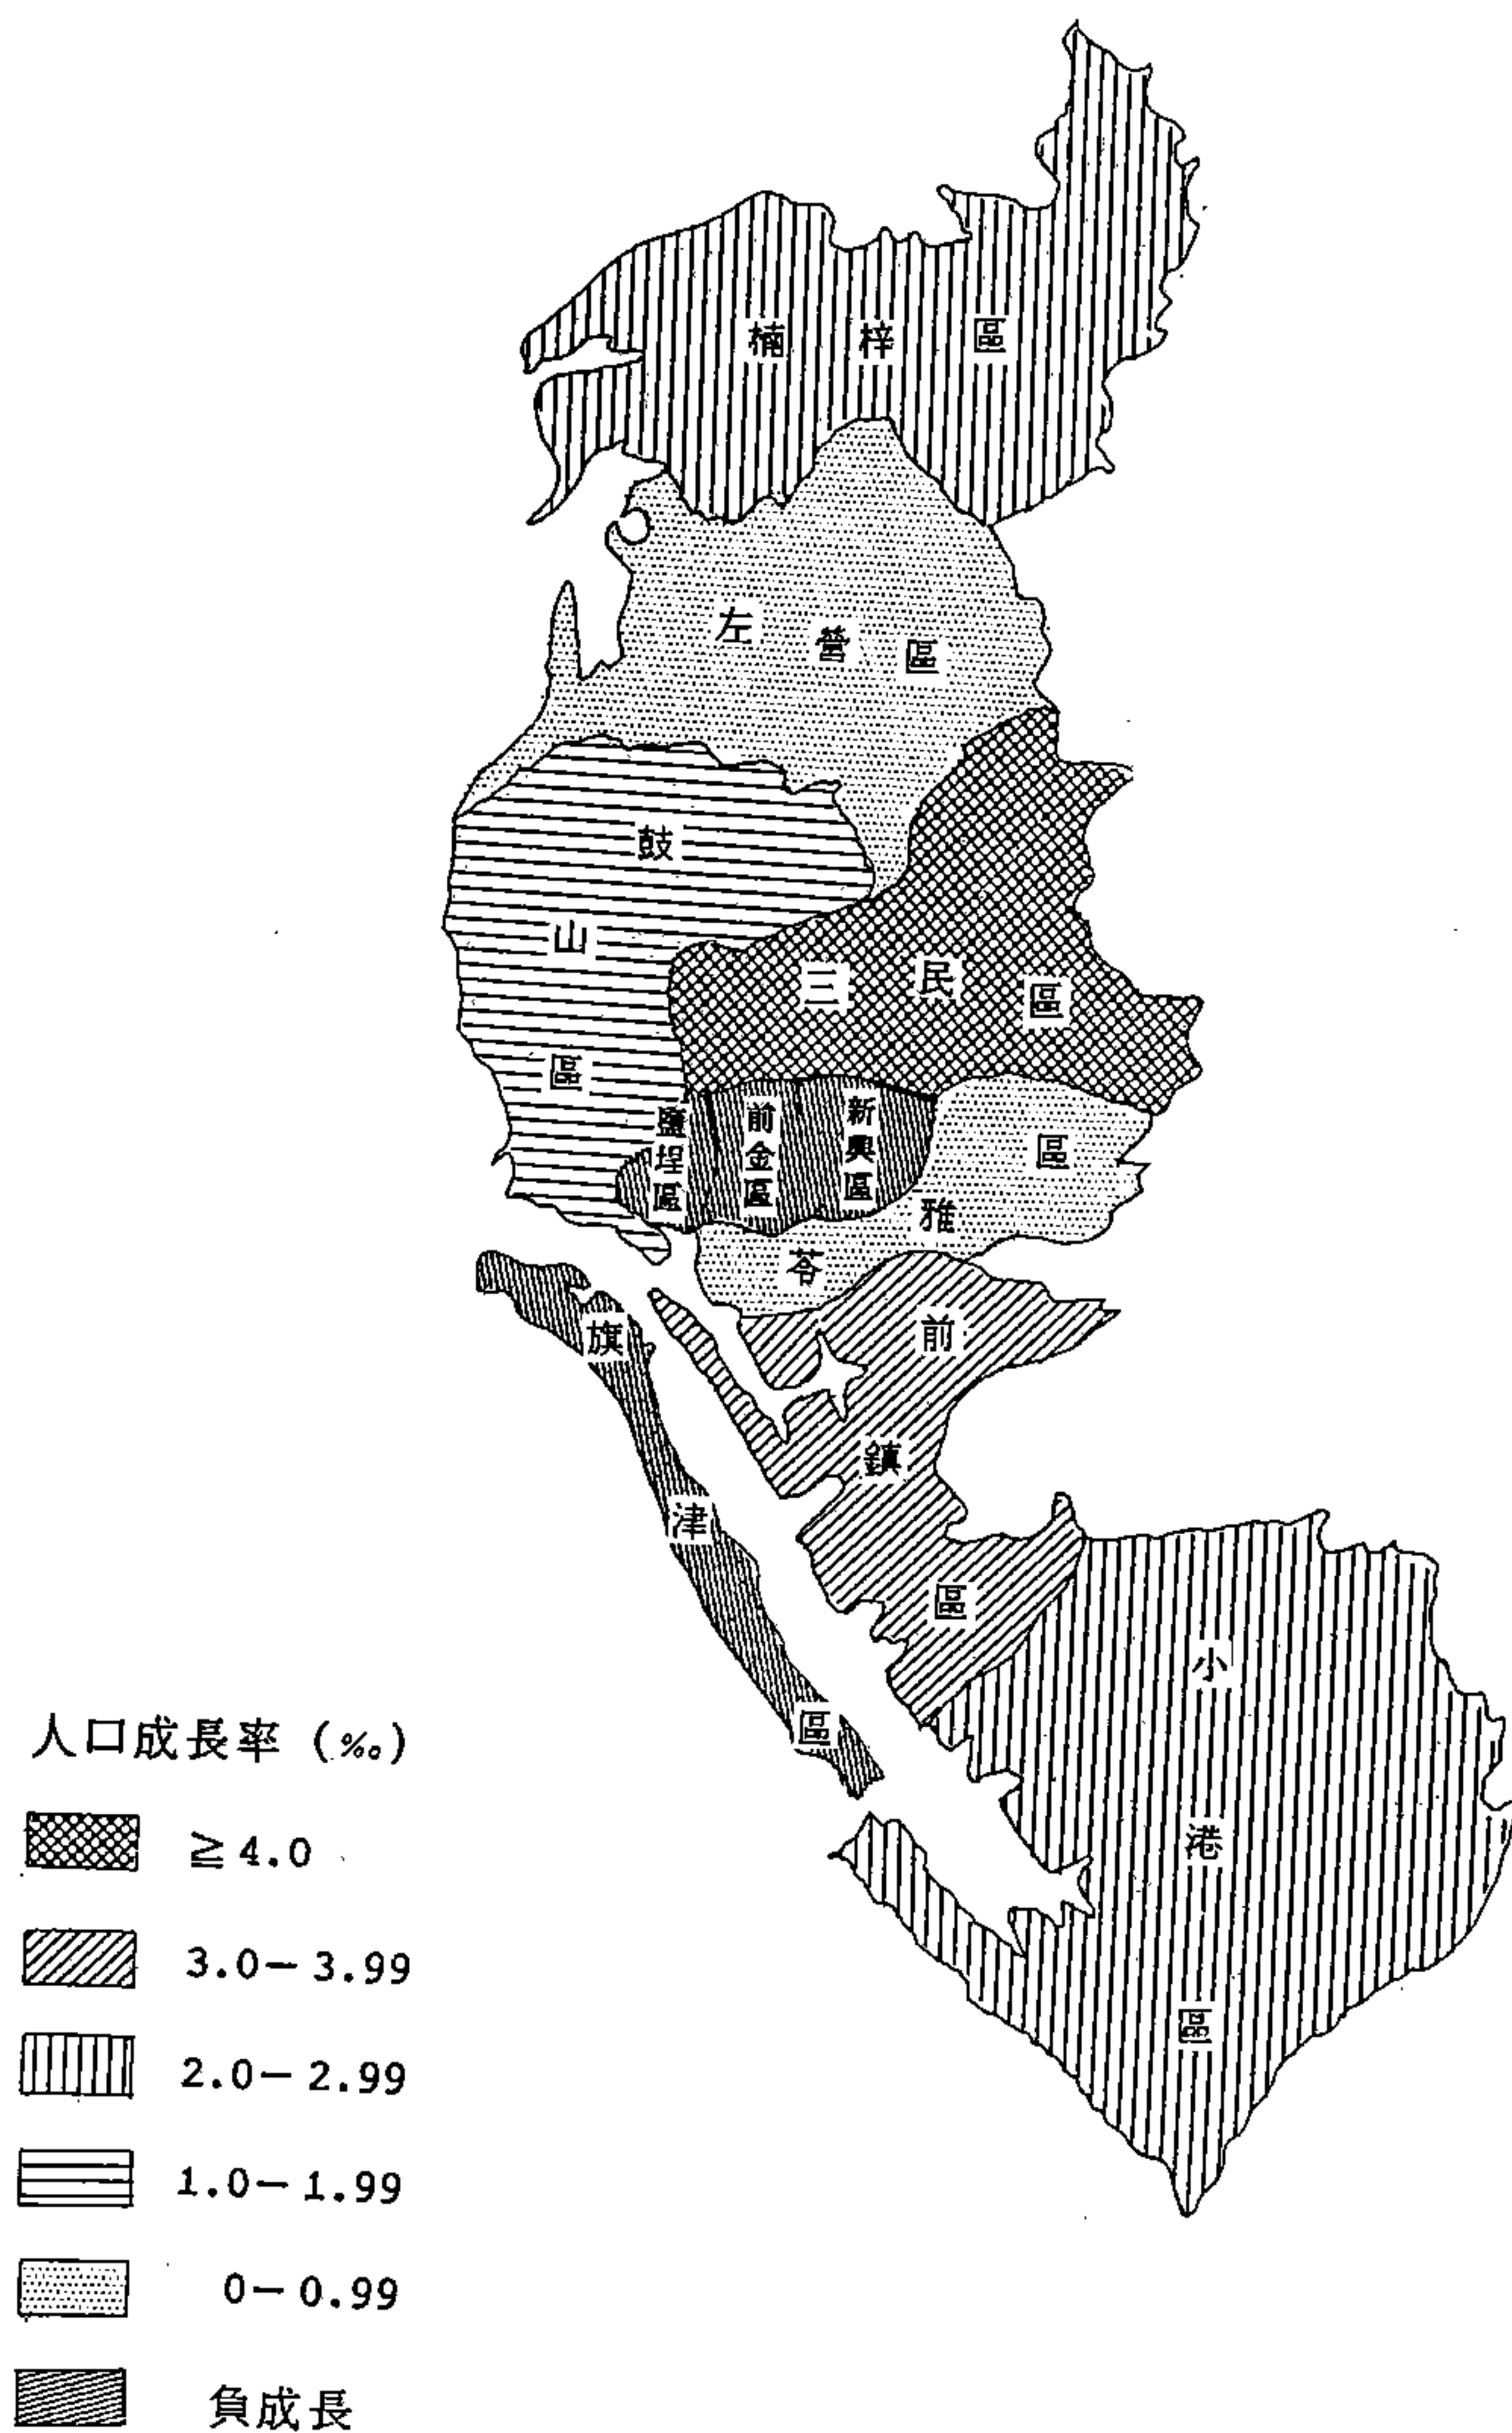 楠梓區
左營區
鼓山區
三民區
鹽埕區
前金區
新興區
苓雅區
前鎮區
旗津區
小港區
人口成長率 (‰)
≧4.0
3.0－3.99
2.0－2.99
1.0－1.99
0－0.99
負成長